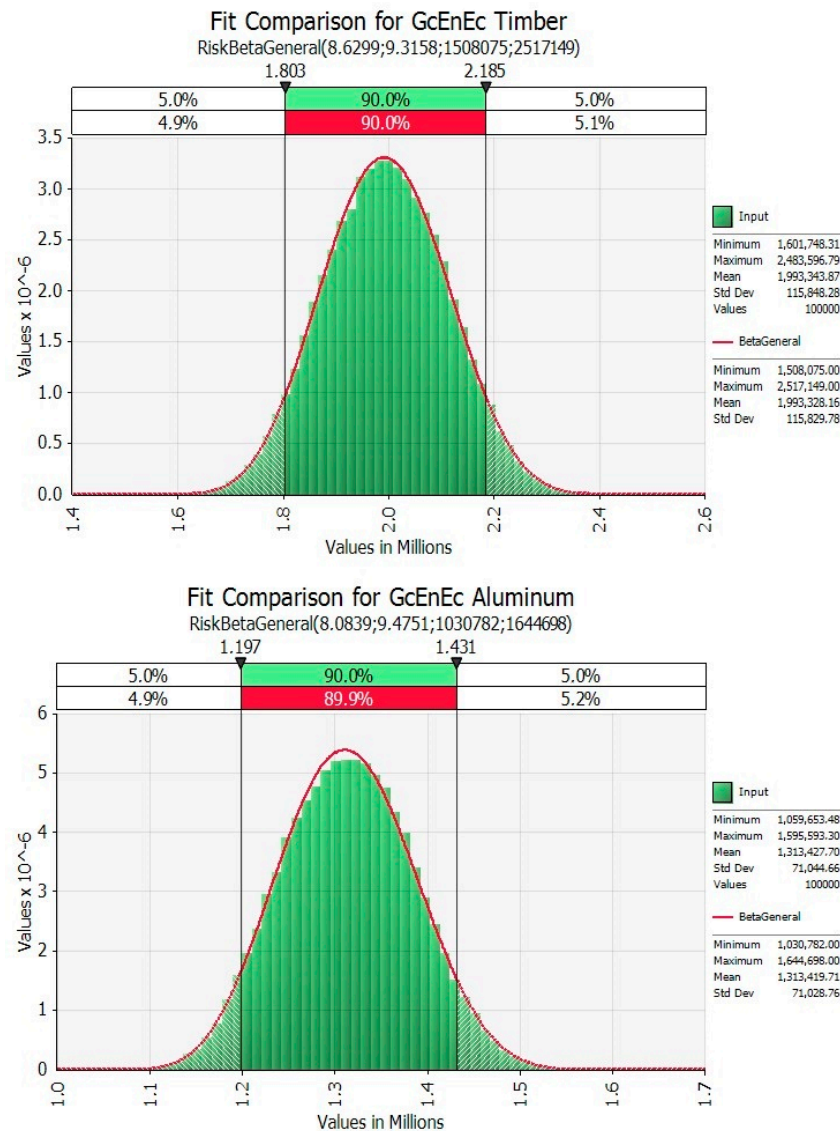 Fit Comparison for GcEnEc Timber
RiskBetaGeneral(8.6299;9.3158;1508075;2517149)
1.803 2.185
5.0% 90.0% 5.0%
4.9% 90.0% 5.1%
3.5
3.0
2.5
2.0
1.5
1.0
0.5
0.0
Values x 10^-6
1.4 1.6 1.8 2.0 2.2 2.4 2.6
Values in Millions
Input
Minimum 1,601,748.31
Maximum 2,483,596.79
Mean 1,993,343.87
Std Dev 115,848.28
Values 100000
BetaGeneral
Minimum 1,508,075.00
Maximum 2,517,149.00
Mean 1,993,328.16
Std Dev 115,829.78
Fit Comparison for GcEnEc Aluminum
RiskBetaGeneral(8.0839;9.4751;1030782;1644698)
1.197 1.431
5.0% 90.0% 5.0%
4.9% 89.9% 5.2%
6
5
4
3
2
1
0
Values x 10^-6
1.0 1.1 1.2 1.3 1.4 1.5 1.6 1.7
Values in Millions
Input
Minimum 1,059,653.48
Maximum 1,595,593.30
Mean 1,313,427.70
Std Dev 71,044.66
Values 100000
BetaGeneral
Minimum 1,030,782.00
Maximum 1,644,698.00
Mean 1,313,419.71
Std Dev 71,028.76